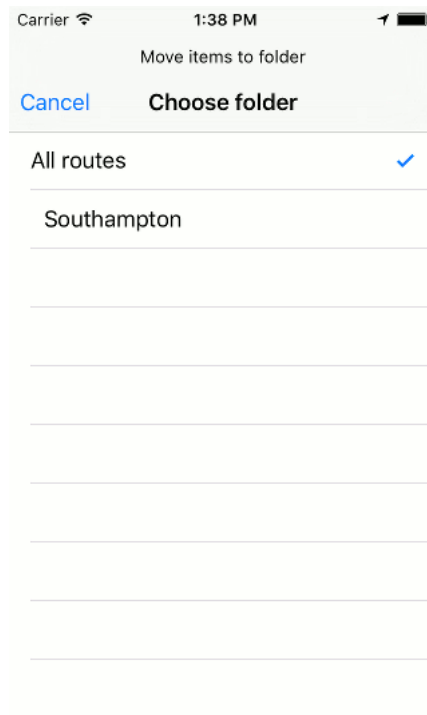 Carrier 1:38 PM
Move items to folder
Cancel Choose folder
All routes
Southampton